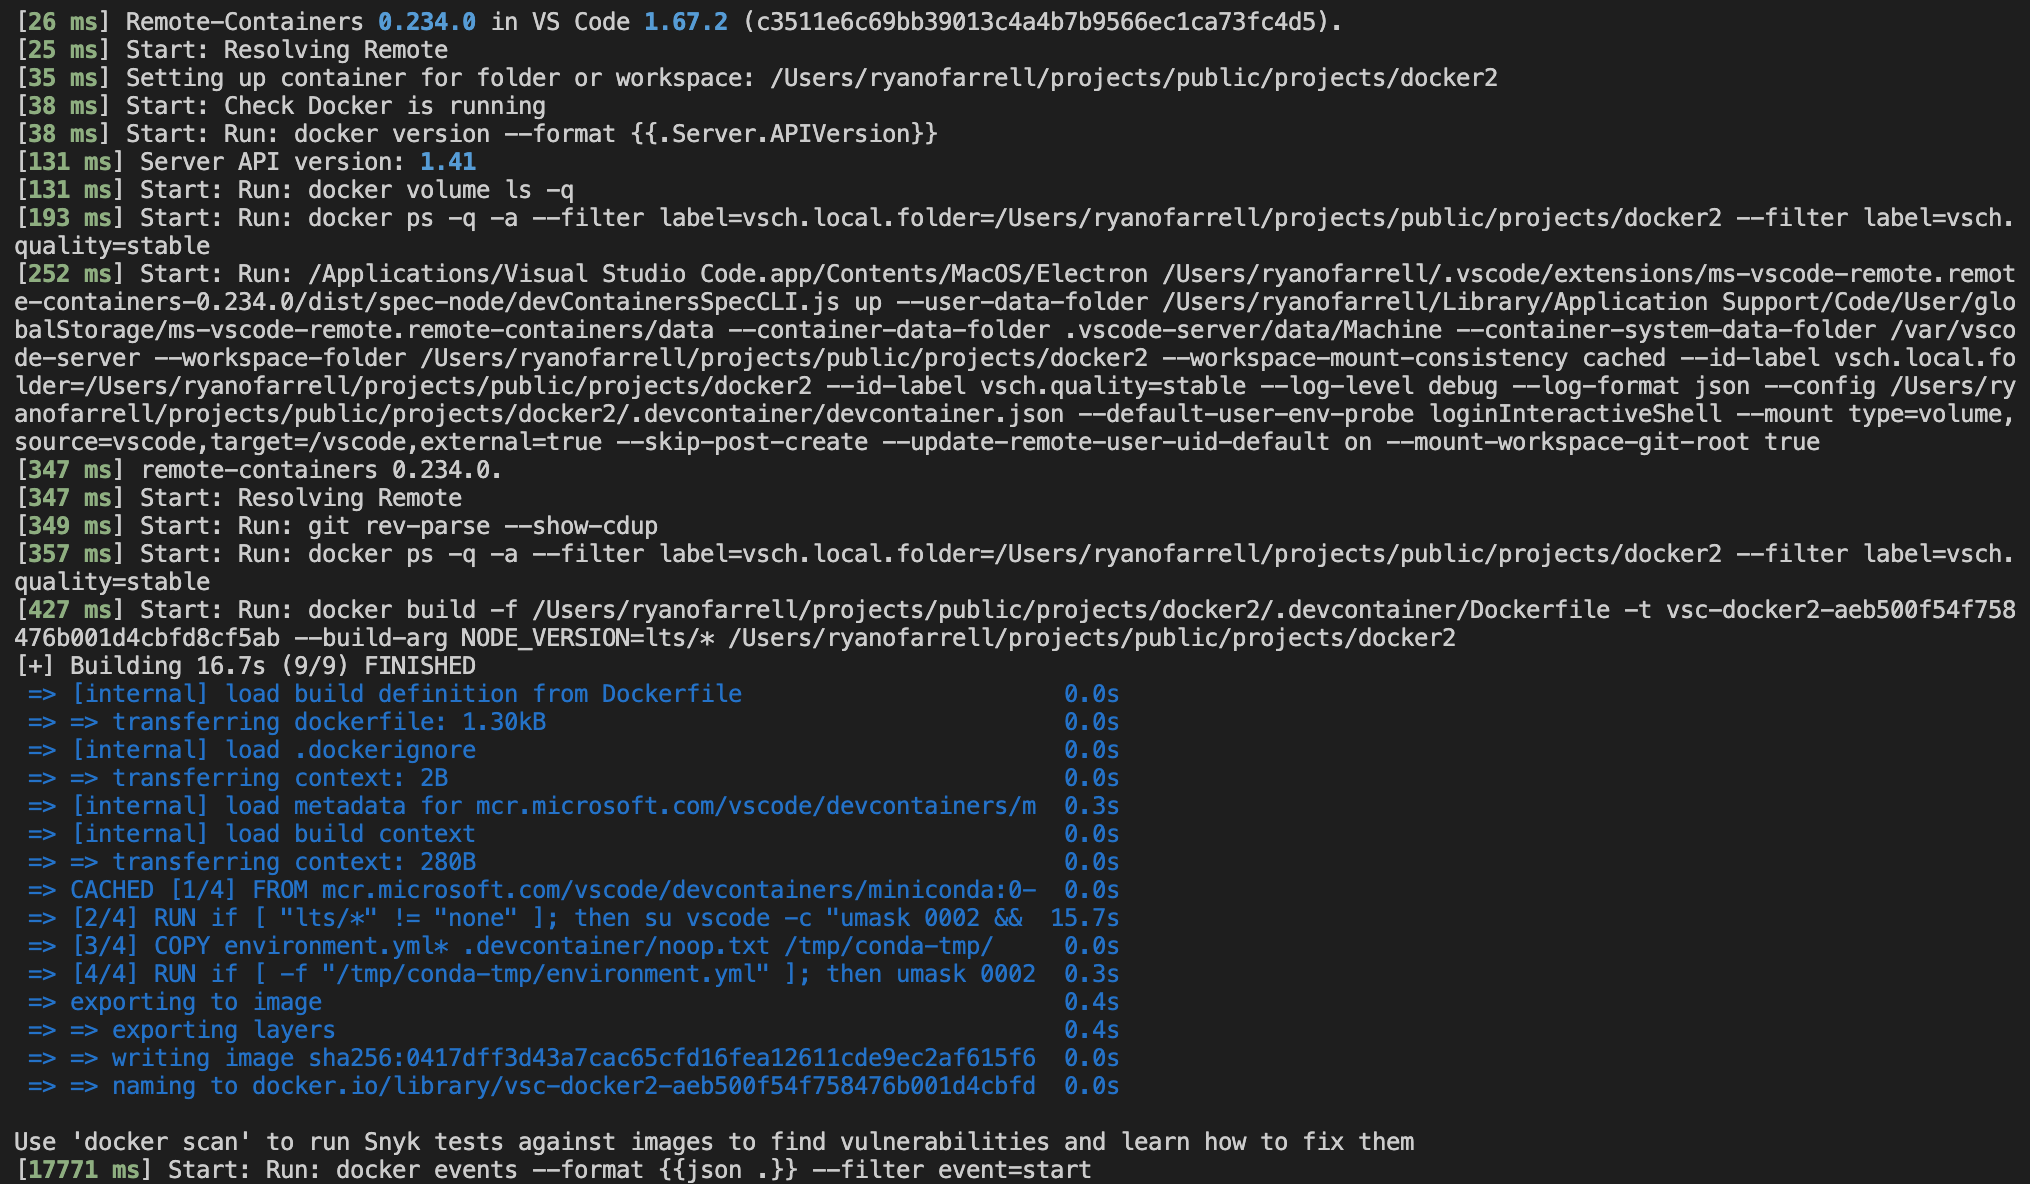 [26 ms] Remote-Containers 0.234.0 in VS Code 1.67.2 (c3511e6c69bb39013c4a4b7b9566ec1ca73fc4d5).
[25 ms] Start: Resolving Remote
[35 ms] Setting up container for folder or workspace: /Users/ryanofarrell/projects/public/projects/docker2
[38 ms] Start: Check Docker is running
[38 ms] Start: Run: docker version --format {{.Server.APIVersion}}
[131 ms] Server API version: 1.41
[131 ms] Start: Run: docker volume ls -q
[193 ms] Start: Run: docker ps -q -a --filter label=vsch.local.folder=/Users/ryanofarrell/projects/public/projects/docker2 --filter label=vsch.
quality=stable
[252 ms] Start: Run: /Applications/Visual Studio Code.app/Contents/MacOS/Electron /Users/ryanofarrell/.vscode/extensions/ms-vscode-remote.remot
e-containers-0.234.0/dist/spec-node/devContainersSpecCLI.js up --user-data-folder /Users/ryanofarrell/Library/Application Support/Code/User/glo
balStorage/ms-vscode-remote.remote-containers/data --container-data-folder .vscode-server/data/Machine --container-system-data-folder /var/vsco
de-server --workspace-folder /Users/ryanofarrell/projects/public/projects/docker2 --workspace-mount-consistency cached --id-label vsch.local.fo
lder=/Users/ryanofarrell/projects/public/projects/docker2 --id-label vsch.quality=stable --log-level debug --log-format json --config /Users/ry
anofarrell/projects/public/projects/docker2/.devcontainer/devcontainer.json --default-user-env-probe loginInteractiveShell --mount type=volume,
source=vscode,target=/vscode,external=true --skip-post-create --update-remote-user-uid-default on --mount-workspace-git-root true
[347 ms] remote-containers 0.234.0.
[347 ms] Start: Resolving Remote
[349 ms] Start: Run: git rev-parse --show-cdup
[357 ms] Start: Run: docker ps -q -a --filter label=vsch.local.folder=/Users/ryanofarrell/projects/public/projects/docker2 --filter label=vsch.
quality=stable
[427 ms] Start: Run: docker build -f /Users/ryanofarrell/projects/public/projects/docker2/.devcontainer/Dockerfile -t vsc-docker2-aeb500f54f758
476b001d4cbfd8cf5ab --build-arg NODE_VERSION=lts/* /Users/ryanofarrell/projects/public/projects/docker2
[+] Building 16.7s (9/9) FINISHED
=> [internal] load build definition from Dockerfile 0.0s
=> => transferring dockerfile: 1.30kB 0.0s
=> [internal] load .dockerignore 0.0s
=> => transferring context: 2B 0.0s
=> [internal] load metadata for mcr.microsoft.com/vscode/devcontainers/m 0.3s
=> [internal] load build context 0.0s
=> => transferring context: 280B 0.0s
=> CACHED [1/4] FROM mcr.microsoft.com/vscode/devcontainers/miniconda:0- 0.0s
=> [2/4] RUN if [ "lts/*" != "none" ]; then su vscode -c "umask 0002 && 15.7s
=> [3/4] COPY environment.yml* .devcontainer/noop.txt /tmp/conda-tmp/ 0.0s
=> [4/4] RUN if [ -f "/tmp/conda-tmp/environment.yml" ]; then umask 0002 0.3s
=> exporting to image 0.4s
=> => exporting layers 0.4s
=> => writing image sha256:0417dff3d43a7cac65cfd16fea12611cde9ec2af615f6 0.0s
=> => naming to docker.io/library/vsc-docker2-aeb500f54f758476b001d4cbfd 0.0s
Use 'docker scan' to run Snyk tests against images to find vulnerabilities and learn how to fix them
[17771 ms] Start: Run: docker events --format {{json .}} --filter event=start